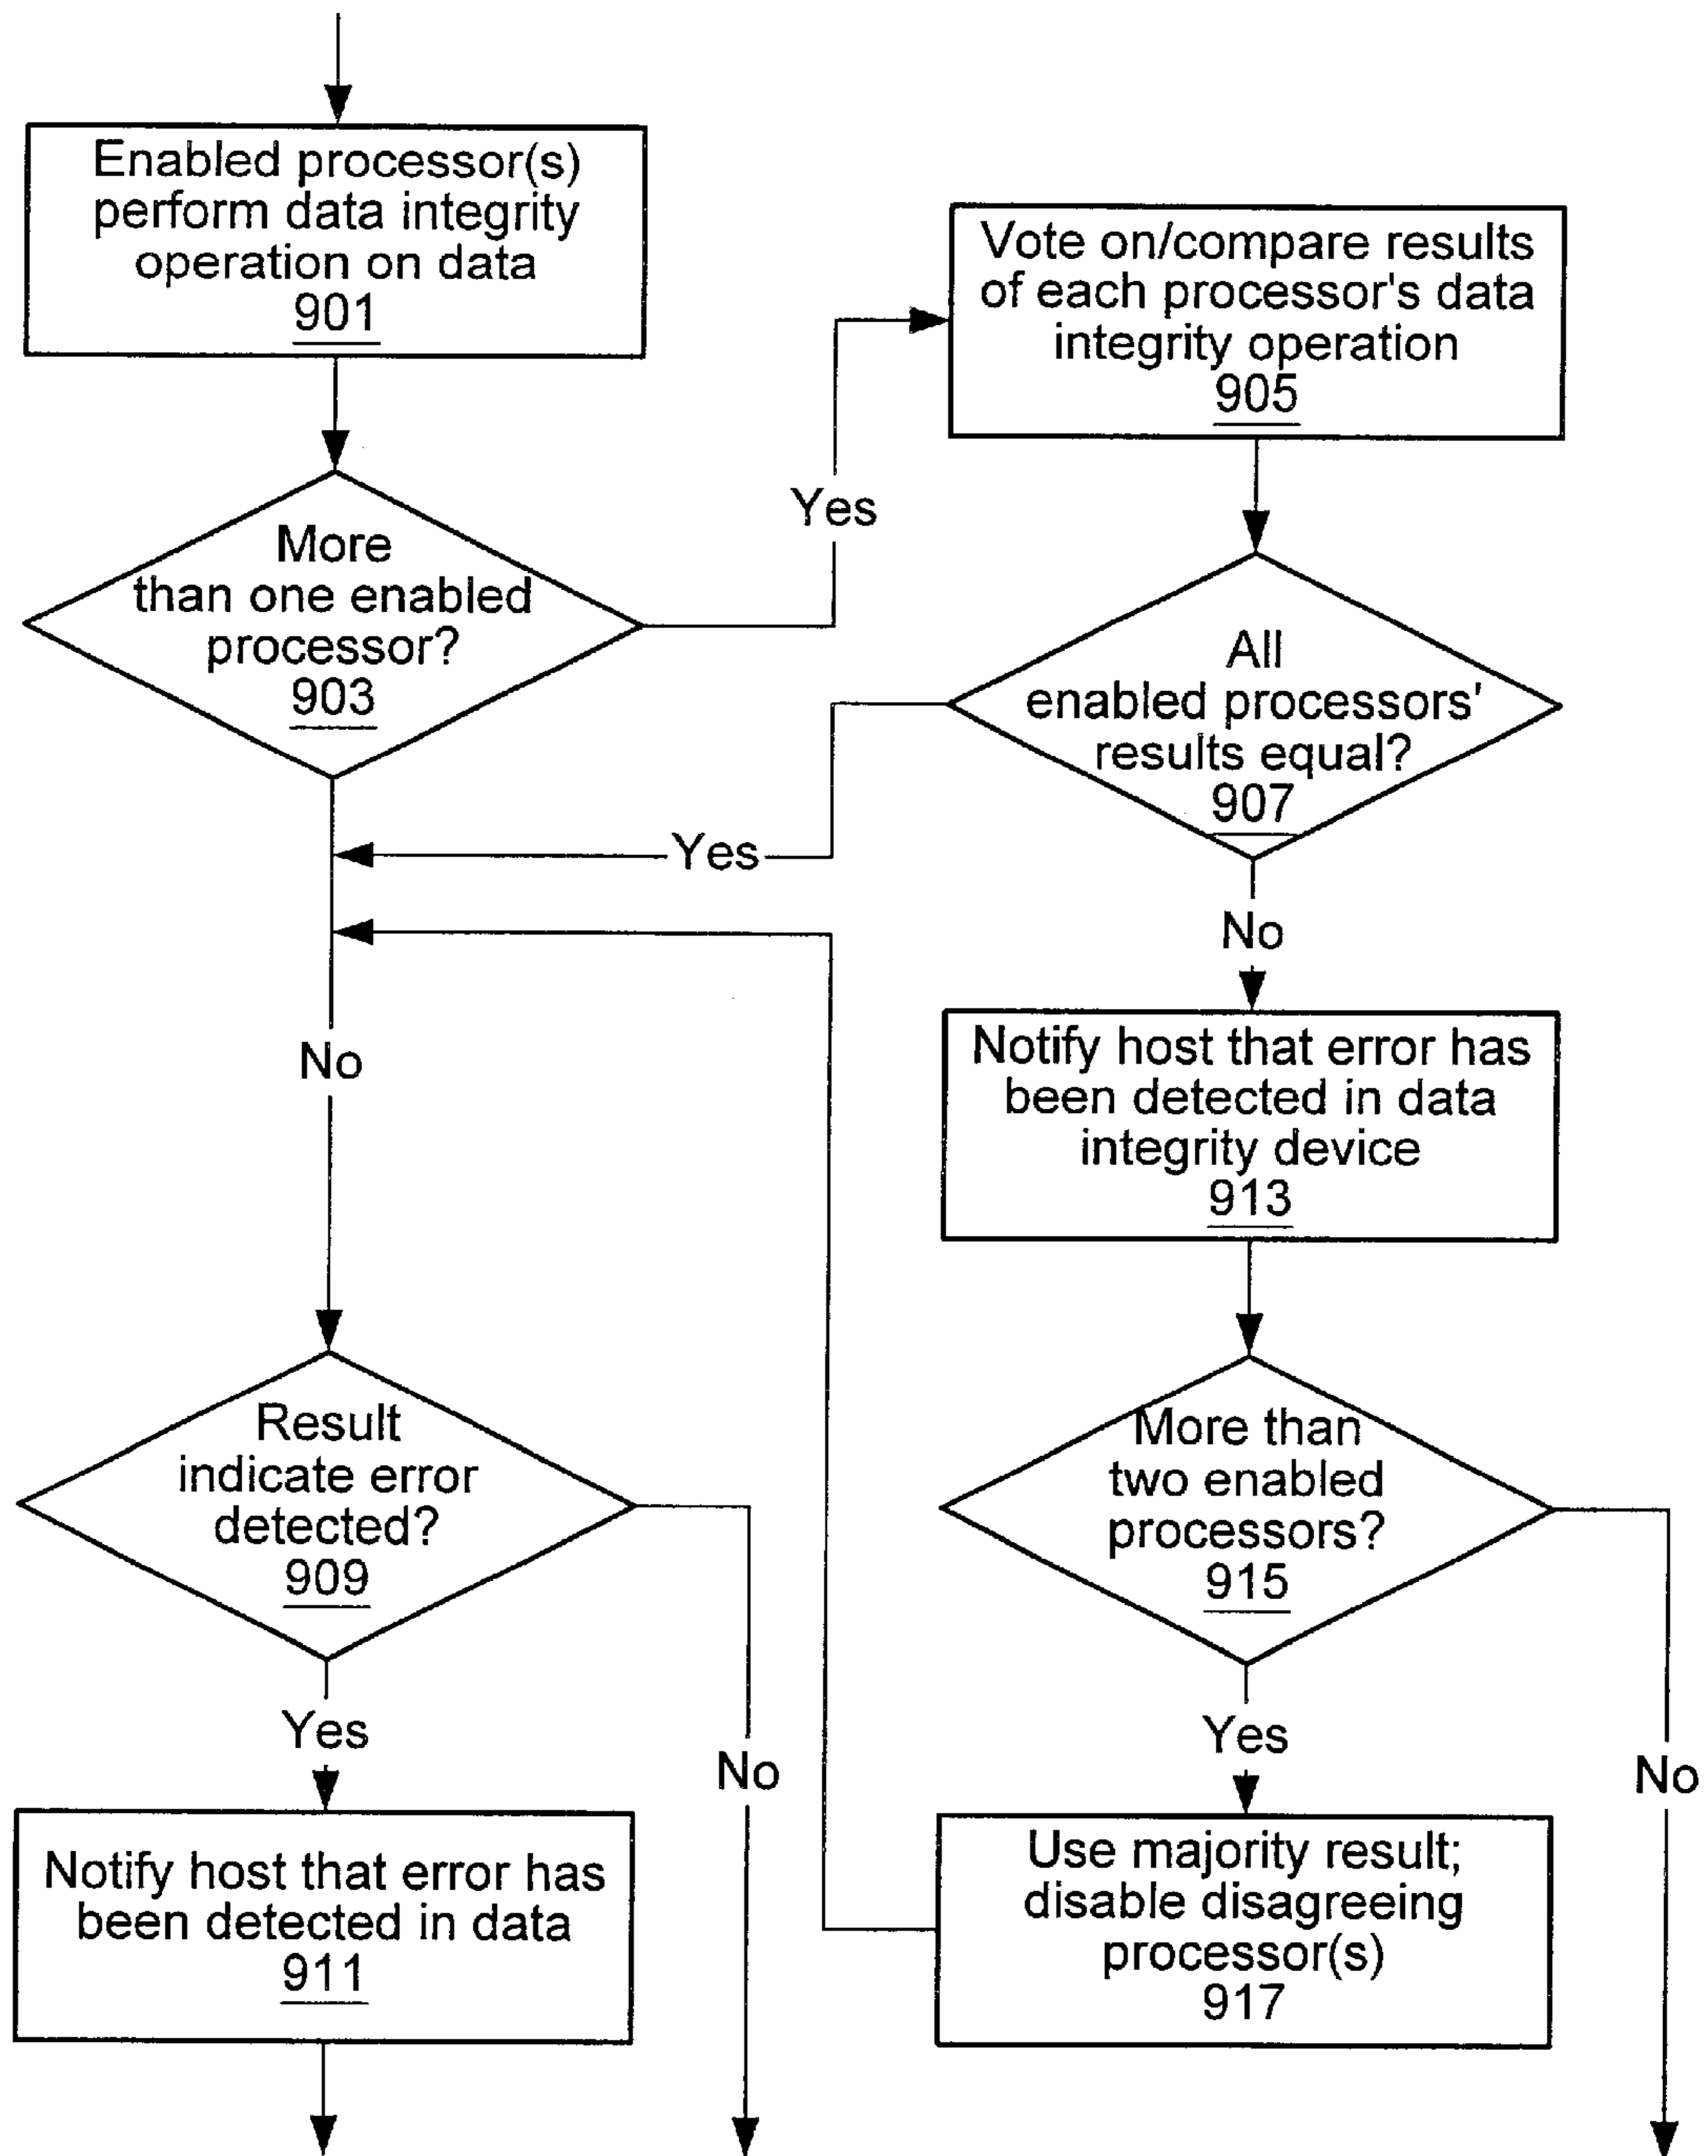 Enabled processor(s)
perform data integrity
operation on data
901
Vote on/compare results
of each processor's data
integrity operation
905
Yes
More
than one enabled
processor?
903
All
enabled processors'
results equal?
907
Yes
No
No
Notify host that error has
been detected in data
integrity device
913
Result
indicate error
detected?
909
More than
two enabled
processors?
915
Yes
No
Yes
No
Notify host that error has
been detected in data
911
Use majority result;
disable disagreeing
processor(s)
917